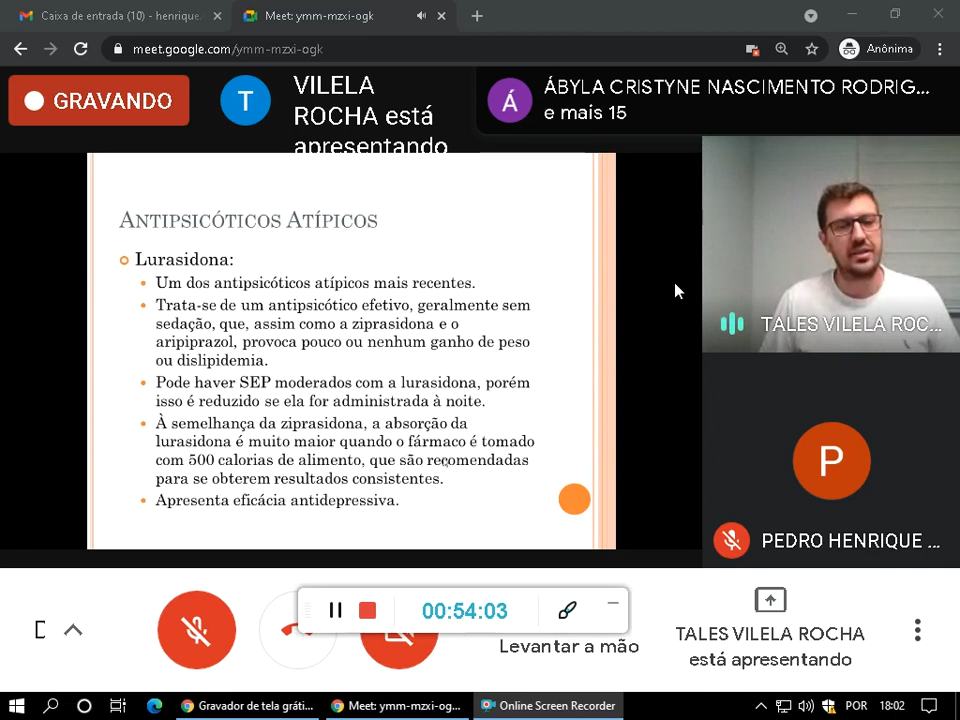 Caixa de entrada (10) - henrique.
Meet: ymm-mzxi-ogk
meet.google.com/ymm-mzxi-ogk
Anônima
GRAVANDO
T
VILELA
ROCHA está
apresentando
Á
ÁBYLA CRISTYNE NASCIMENTO RODRIG...
e mais 15
ANTIPSICÓTICOS ATÍPICOS
Lurasidona:
Um dos antipsicóticos atípicos mais recentes.
Trata-se de um antipsicótico efetivo, geralmente sem
sedação, que, assim como a ziprasidona e o
aripiprazol, provoca pouco ou nenhum ganho de peso
ou dislipidemia.
Pode haver SEP moderados com a lurasidona, porém
isso é reduzido se ela for administrada à noite.
À semelhança da ziprasidona, a absorção da
lurasidona é muito maior quando o fármaco é tomado
com 500 calorias de alimento, que são recomendadas
para se obterem resultados consistentes.
Apresenta eficácia antidepressiva.
TALES VILELA ROC...
P
PEDRO HENRIQUE ...
00:54:03
Levantar a mão
TALES VILELA ROCHA
está apresentando
Gravador de tela gráti...
Meet: ymm-mzxi-og...
Online Screen Recorder
POR
18:02